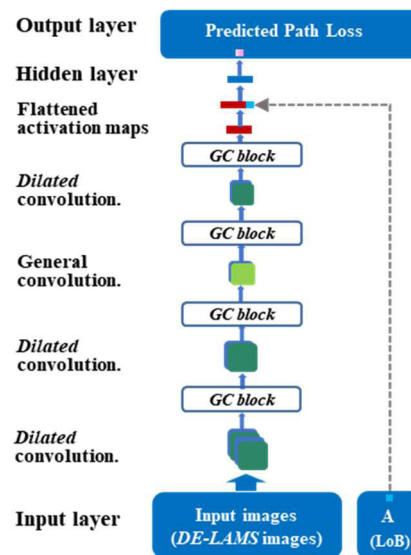 Output layer
Predicted Path Loss
Hidden layer
Flattened
activation maps
GC block
Dilated
convolution.
GC block
General
convolution.
GC block
Dilated
convolution.
GC block
Dilated
convolution.
Input layer
Input images
(DE-LAMS images)
A
(LoB)